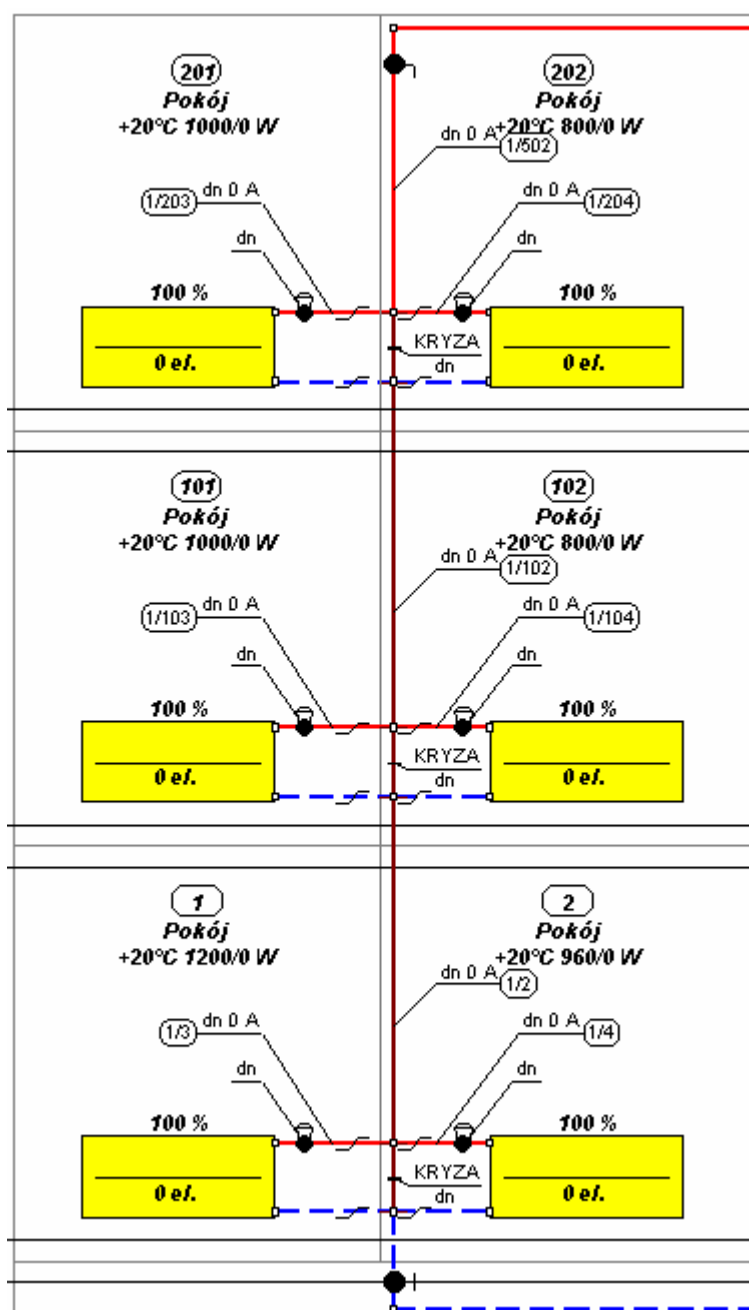 201
Pokój
+20°C 1000/0 W
202
Pokój
+20°C 800/0 W
dn 0 A
1/502
dn 0 A
1/203
dn 0 A
1/204
dn
dn
100 %
100 %
KRYZA
dn
0 el.
0 el.
101
Pokój
+20°C 1000/0 W
102
Pokój
+20°C 800/0 W
dn 0 A
1/102
dn 0 A
1/103
dn 0 A
1/104
dn
dn
100 %
100 %
KRYZA
dn
0 el.
0 el.
1
Pokój
+20°C 1200/0 W
2
Pokój
+20°C 960/0 W
dn 0 A
1/2
dn 0 A
1/3
dn 0 A
1/4
dn
dn
100 %
100 %
KRYZA
dn
0 el.
0 el.